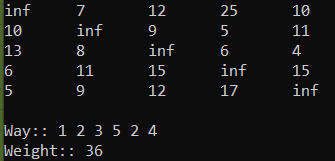 inf 7 12 25 10
10 inf 9 5 11
13 8 inf 6 4
6 11 15 inf 15
5 9 12 17 inf
Way:: 1 2 3 5 2 4
Weight:: 36